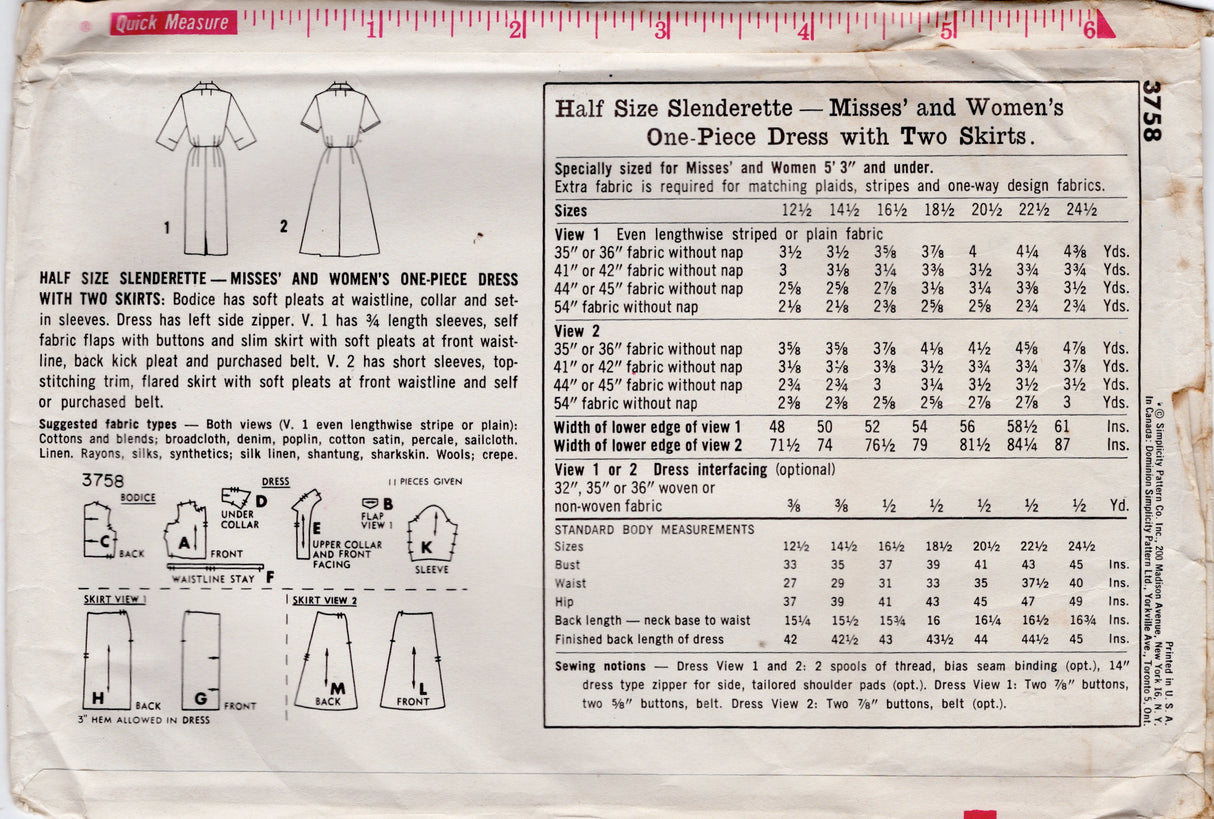 Quick Measure 1 2 3 4 5 6
1 2
HALF SIZE SLENDERETTE — MISSES' AND WOMEN'S ONE-PIECE DRESS
WITH TWO SKIRTS: Bodice has soft pleats at waistline, collar and set-
in sleeves. Dress has left side zipper. V. 1 has ¾ length sleeves, self
fabric flaps with buttons and slim skirt with soft pleats at front waist-
line, back kick pleat and purchased belt. V. 2 has short sleeves, top-
stitching trim, flared skirt with soft pleats at front waistline and self
or purchased belt.
Suggested fabric types — Both views (V. 1 even lengthwise stripe or plain):
Cottons and blends; broadcloth, denim, poplin, cotton satin, percale, sailcloth.
Linen. Rayons, silks, synthetics; silk linen, shantung, sharkskin. Wools; crepe.
3758 DRESS 11 PIECES GIVEN
BODICE
C BACK
A FRONT
D UNDER
COLLAR
E UPPER COLLAR
AND FRONT
FACING
B FLAP
VIEW 1
K SLEEVE
WAISTLINE STAY F
SKIRT VIEW 1
H BACK
G FRONT
3" HEM ALLOWED IN DRESS
SKIRT VIEW 2
M BACK
L FRONT
Half Size Slenderette — Misses' and Women's
One-Piece Dress with Two Skirts.
Specially sized for Misses' and Women 5' 3" and under.
Extra fabric is required for matching plaids, stripes and one-way design fabrics.
Sizes 12½ 14½ 16½ 18½ 20½ 22½ 24½
View 1 Even lengthwise striped or plain fabric
35" or 36" fabric without nap 3½ 3½ 3⅝ 3⅞ 4 4¼ 4⅜ Yds.
41" or 42" fabric without nap 3 3⅛ 3¼ 3⅜ 3½ 3¾ 3¾ Yds.
44" or 45" fabric without nap 2⅝ 2⅝ 2⅞ 3⅛ 3¼ 3⅜ 3½ Yds.
54" fabric without nap 2⅛ 2⅛ 2⅜ 2⅝ 2⅝ 2¾ 2¾ Yds.
View 2
35" or 36" fabric without nap 3⅝ 3⅝ 3⅞ 4⅛ 4½ 4⅝ 4⅞ Yds.
41" or 42" fabric without nap 3⅛ 3⅛ 3⅜ 3½ 3¾ 3¾ 3⅞ Yds.
44" or 45" fabric without nap 2¾ 2¾ 3 3¼ 3½ 3½ 3½ Yds.
54" fabric without nap 2⅜ 2⅜ 2⅝ 2⅝ 2⅞ 2⅞ 3 Yds.
Width of lower edge of view 1 48 50 52 54 56 58½ 61 Ins.
Width of lower edge of view 2 71½ 74 76½ 79 81½ 84¼ 87 Ins.
View 1 or 2 Dress interfacing (optional)
32", 35" or 36" woven or
non-woven fabric ⅜ ⅜ ½ ½ ½ ½ ½ Yd.
STANDARD BODY MEASUREMENTS
Sizes 12½ 14½ 16½ 18½ 20½ 22½ 24½
Bust 33 35 37 39 41 43 45 Ins.
Waist 27 29 31 33 35 37½ 40 Ins.
Hip 37 39 41 43 45 47 49 Ins.
Back length — neck base to waist 15¼ 15½ 15¾ 16 16¼ 16½ 16¾ Ins.
Finished back length of dress 42 42½ 43 43½ 44 44½ 45 Ins.
Sewing notions — Dress View 1 and 2: 2 spools of thread, bias seam binding (opt.), 14"
dress type zipper for side, tailored shoulder pads (opt.). Dress View 1: Two ⅞" buttons,
two ⅝" buttons, belt. Dress View 2: Two ⅞" buttons, belt (opt.).
3758
Printed in U. S. A.
© Simplicity Pattern Co. Inc., 200 Madison Avenue, New York 16, N. Y.
In Canada: Dominion Simplicity Pattern Ltd., Yorkville Ave., Toronto 5, Ont.